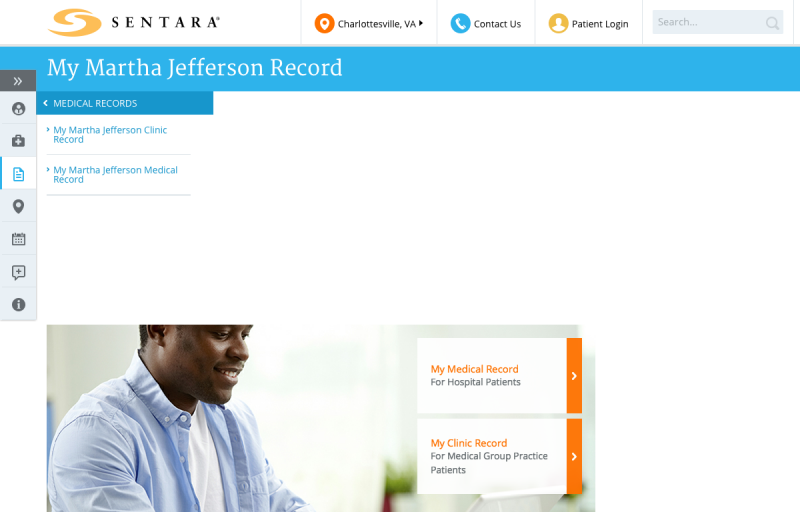 SENTARA®
Charlottesville, VA
Contact Us
Patient Login
Search...
My Martha Jefferson Record
MEDICAL RECORDS
My Martha Jefferson Clinic
Record
My Martha Jefferson Medical
Record
My Medical Record
For Hospital Patients
My Clinic Record
For Medical Group Practice
Patients